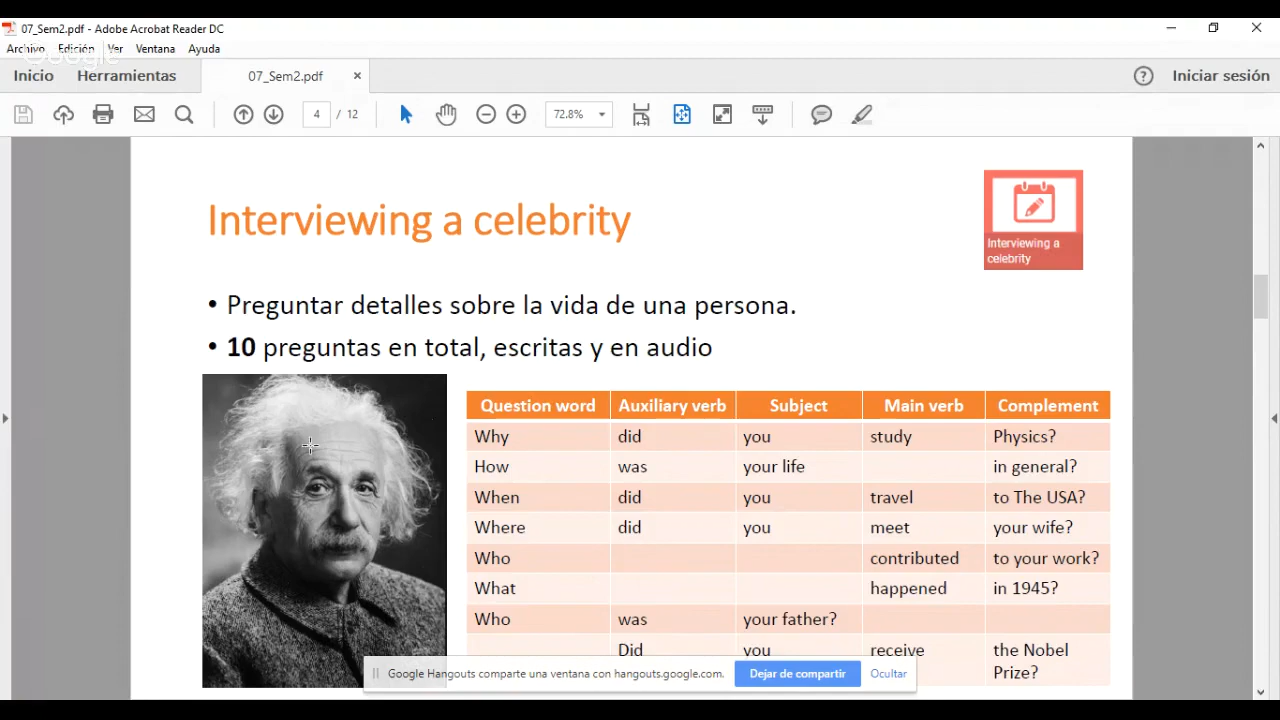 07_Sem2.pdf - Adobe Acrobat Reader DC
Archivo Edición Ver Ventana Ayuda
Google
Inicio Herramientas 07_Sem2.pdf × Iniciar sesión
4 / 12 72.8%
Interviewing a celebrity
Interviewing a
celebrity
• Preguntar detalles sobre la vida de una persona.
• 10 preguntas en total, escritas y en audio
Question word Auxiliary verb Subject Main verb Complement
Why did you study Physics?
How was your life in general?
When did you travel to The USA?
Where did you meet your wife?
Who contributed to your work?
What happened in 1945?
Who was your father?
Did you receive the Nobel
Prize?
Google Hangouts comparte una ventana con hangouts.google.com. Dejar de compartir Ocultar